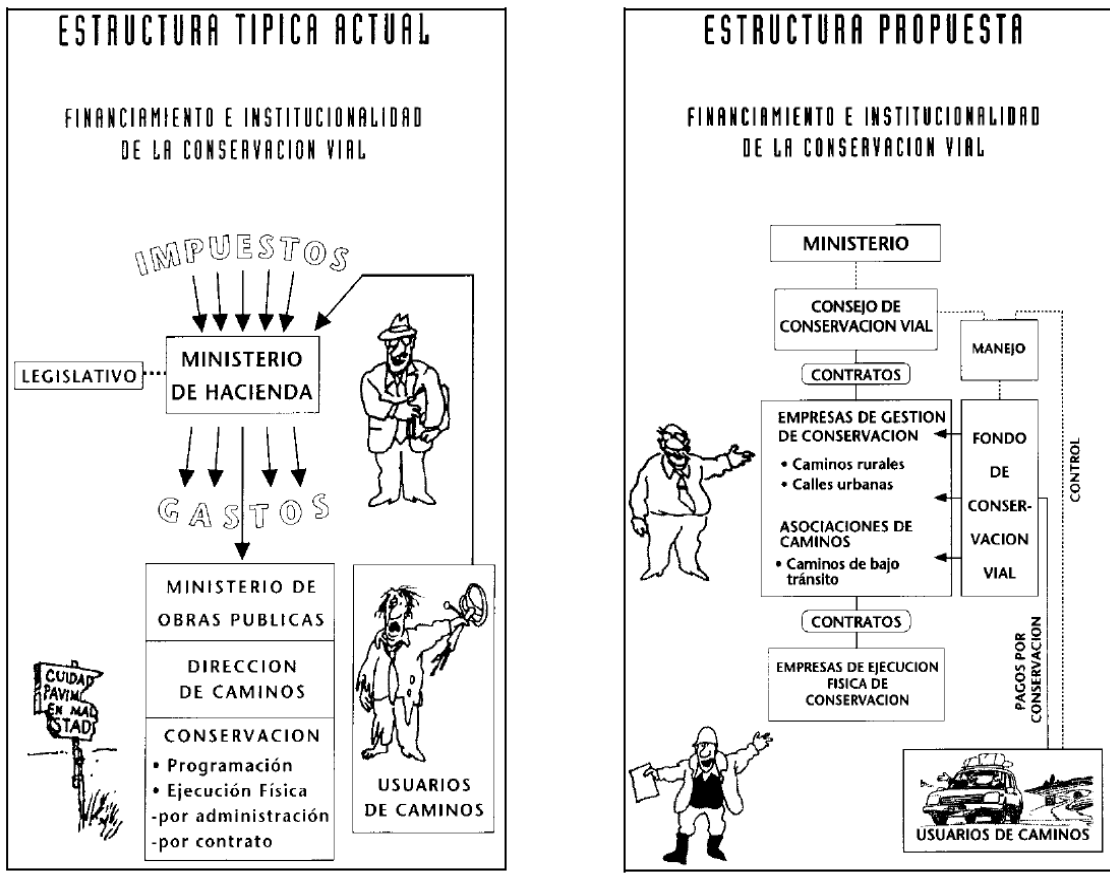 ESTRUCTURA TIPICA ACTUAL
FINANCIAMIENTO E INSTITUCIONALIDAD
DE LA CONSERVACION VIAL
IMPUESTOS
LEGISLATIVO
MINISTERIO
DE HACIENDA
GASTOS
MINISTERIO DE
OBRAS PUBLICAS
DIRECCION
DE CAMINOS
CONSERVACION
• Programación
• Ejecución Física
-por administración
-por contrato
CUIDAD
PAVIM
EN MAL
STAD
USUARIOS
DE CAMINOS
ESTRUCTURA PROPUESTA
FINANCIAMIENTO E INSTITUCIONALIDAD
DE LA CONSERVACION VIAL
MINISTERIO
CONSEJO DE
CONSERVACION VIAL
MANEJO
CONTRATOS
EMPRESAS DE GESTION
DE CONSERVACION
• Caminos rurales
• Calles urbanas
ASOCIACIONES DE
CAMINOS
• Caminos de bajo
tránsito
FONDO
DE
CONSER-
VACION
VIAL
CONTROL
CONTRATOS
EMPRESAS DE EJECUCION
FISICA DE
CONSERVACION
PAGOS POR
CONSERVACION
USUARIOS DE CAMINOS